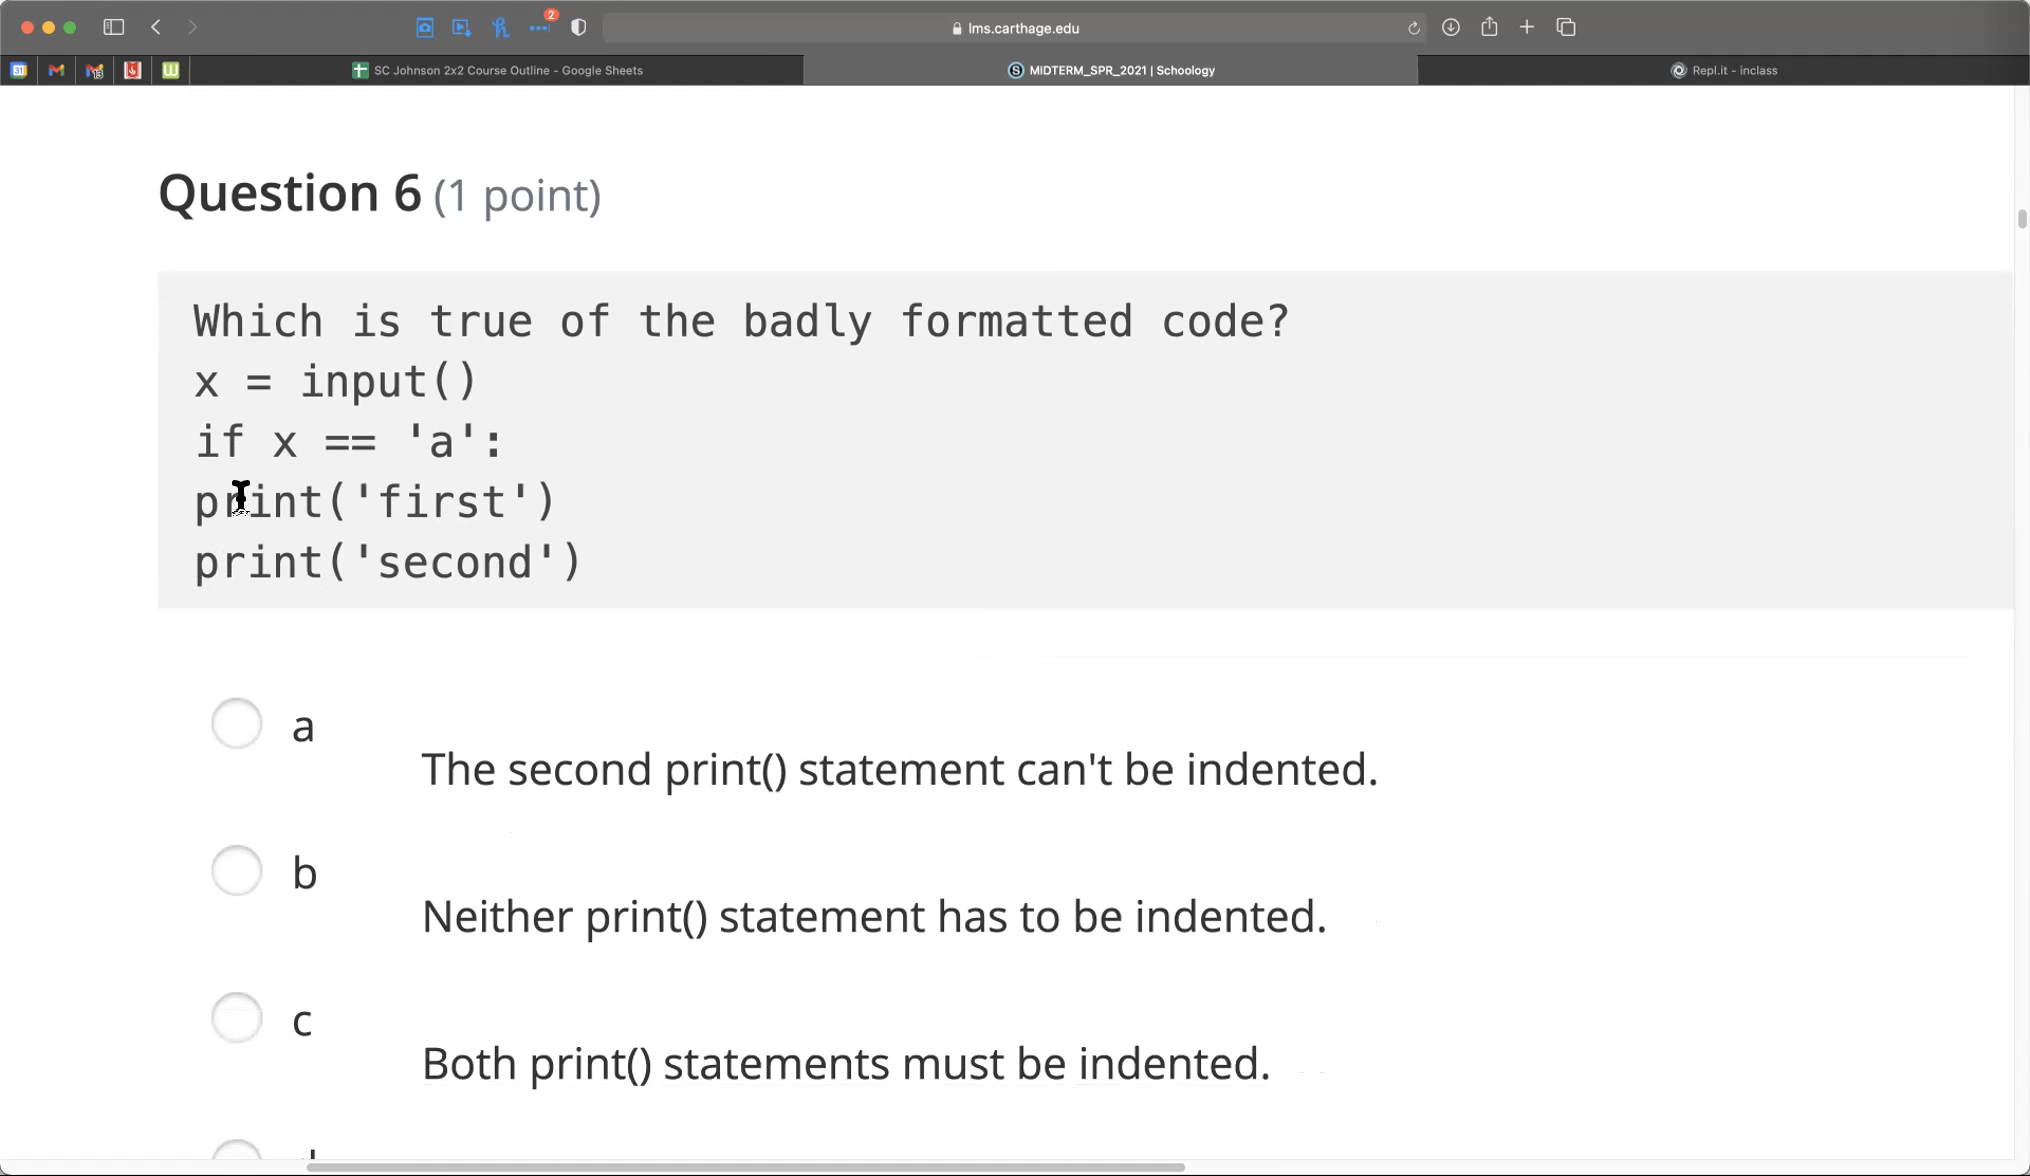 2
lms.carthage.edu
31
SC Johnson 2x2 Course Outline - Google Sheets
S
MIDTERM_SPR_2021 | Schoology
Repl.it - inclass
Question 6 (1 point)
Which is true of the badly formatted code?
x = input()
if x == 'a':
print('first')
print('second')
a
The second print() statement can't be indented.
b
Neither print() statement has to be indented.
c
Both print() statements must be indented.